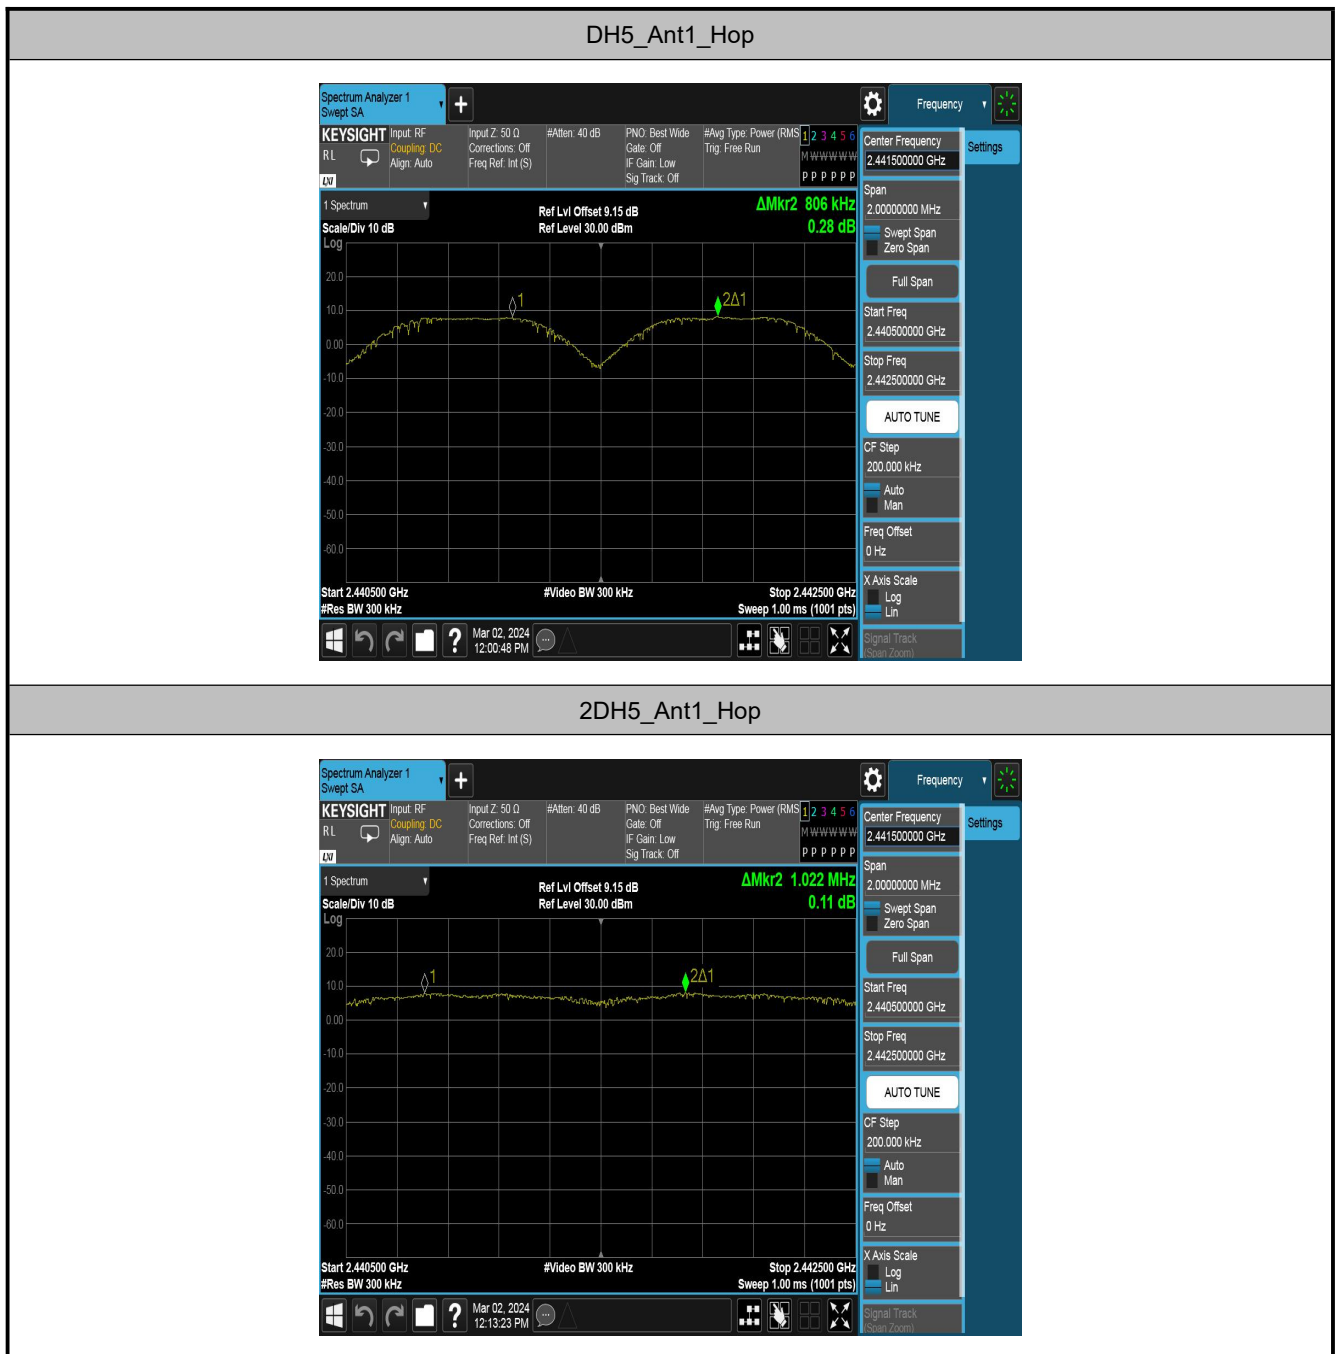 DH5_Ant1_Hop
Spectrum Analyzer 1
Swept SA
Frequency
KEYSIGHT
RL
LXI
Input: RF
Coupling: DC
Align: Auto
Input Z: 50 Ω
Corrections: Off
Freq Ref: Int (S)
#Atten: 40 dB
PNO: Best Wide
Gate: Off
IF Gain: Low
Sig Track: Off
#Avg Type: Power (RMS
Trig: Free Run
1 2 3 4 5 6
M W W W W W
P P P P P P
Center Frequency
2.441500000 GHz
Settings
Span
2.00000000 MHz
Swept Span
Zero Span
Full Span
Start Freq
2.440500000 GHz
Stop Freq
2.442500000 GHz
AUTO TUNE
CF Step
200.000 kHz
Auto
Man
Freq Offset
0 Hz
X Axis Scale
Log
Lin
Signal Track
(Span Zoom)
1 Spectrum
Scale/Div 10 dB
Log
Ref Lvl Offset 9.15 dB
Ref Level 30.00 dBm
ΔMkr2 806 kHz
0.28 dB
20.0
10.0
0.00
-10.0
-20.0
-30.0
-40.0
-50.0
-60.0
1
2Δ1
Start 2.440500 GHz
#Res BW 300 kHz
#Video BW 300 kHz
Stop 2.442500 GHz
Sweep 1.00 ms (1001 pts)
Mar 02, 2024
12:00:48 PM
2DH5_Ant1_Hop
Spectrum Analyzer 1
Swept SA
Frequency
KEYSIGHT
RL
LXI
Input: RF
Coupling: DC
Align: Auto
Input Z: 50 Ω
Corrections: Off
Freq Ref: Int (S)
#Atten: 40 dB
PNO: Best Wide
Gate: Off
IF Gain: Low
Sig Track: Off
#Avg Type: Power (RMS
Trig: Free Run
1 2 3 4 5 6
M W W W W W
P P P P P P
Center Frequency
2.441500000 GHz
Settings
Span
2.00000000 MHz
Swept Span
Zero Span
Full Span
Start Freq
2.440500000 GHz
Stop Freq
2.442500000 GHz
AUTO TUNE
CF Step
200.000 kHz
Auto
Man
Freq Offset
0 Hz
X Axis Scale
Log
Lin
Signal Track
(Span Zoom)
1 Spectrum
Scale/Div 10 dB
Log
Ref Lvl Offset 9.15 dB
Ref Level 30.00 dBm
ΔMkr2 1.022 MHz
0.11 dB
20.0
10.0
0.00
-10.0
-20.0
-30.0
-40.0
-50.0
-60.0
1
2Δ1
Start 2.440500 GHz
#Res BW 300 kHz
#Video BW 300 kHz
Stop 2.442500 GHz
Sweep 1.00 ms (1001 pts)
Mar 02, 2024
12:13:23 PM